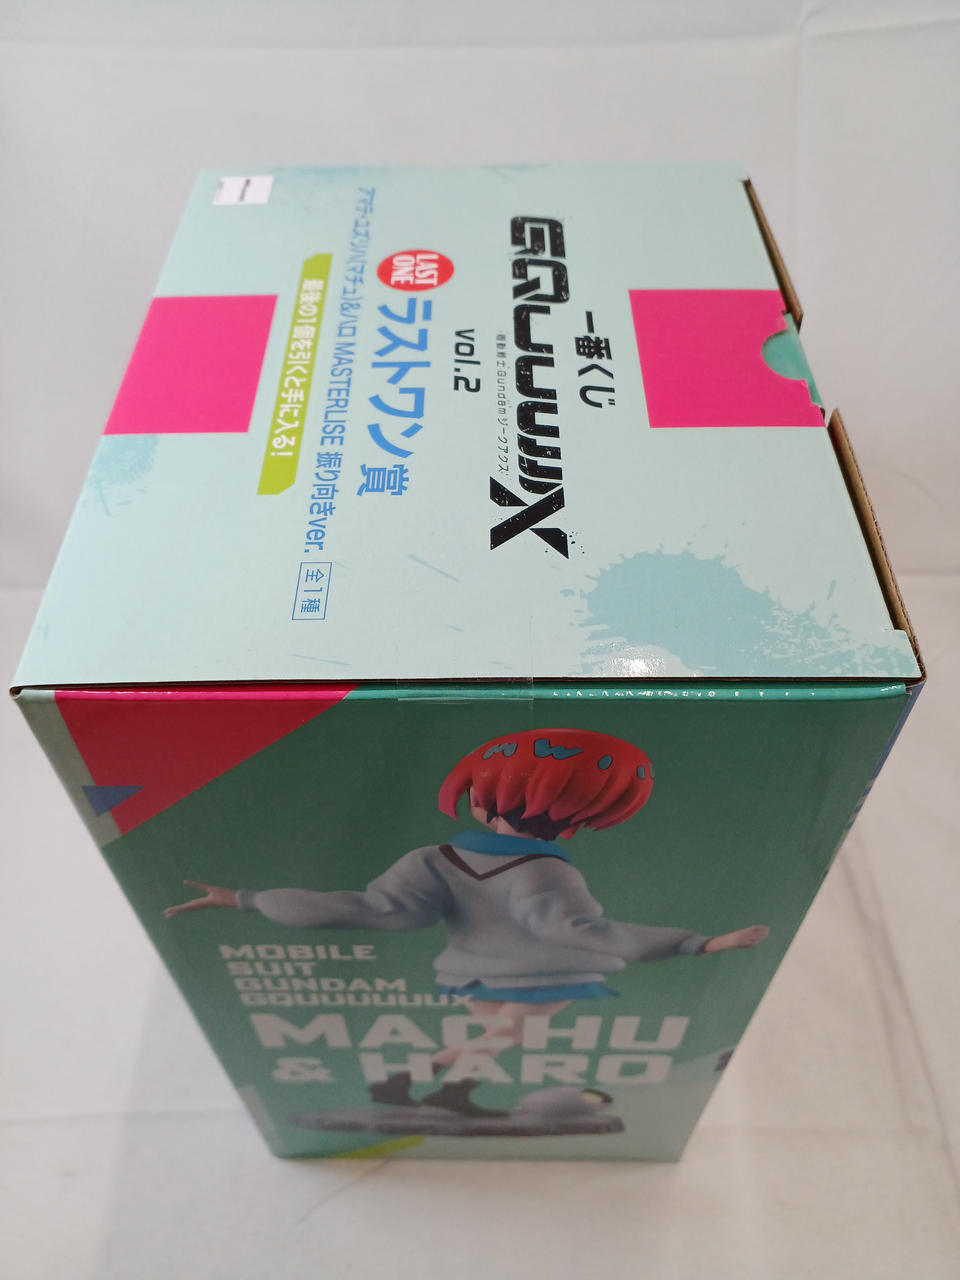 一番くじ
GQUUUUUUX
機動戦士Gundamジークアクス
vol.2
LAST
ONE
ラストワン賞
アマテ・ユズリハ(マチュ)&ハロ MASTERLISE 振り向きver.
全1種
最後の1個を引くと手に入る!
MOBILE
SUIT
GUNDAM
GQUUUUUUX
MACHU
& HARO